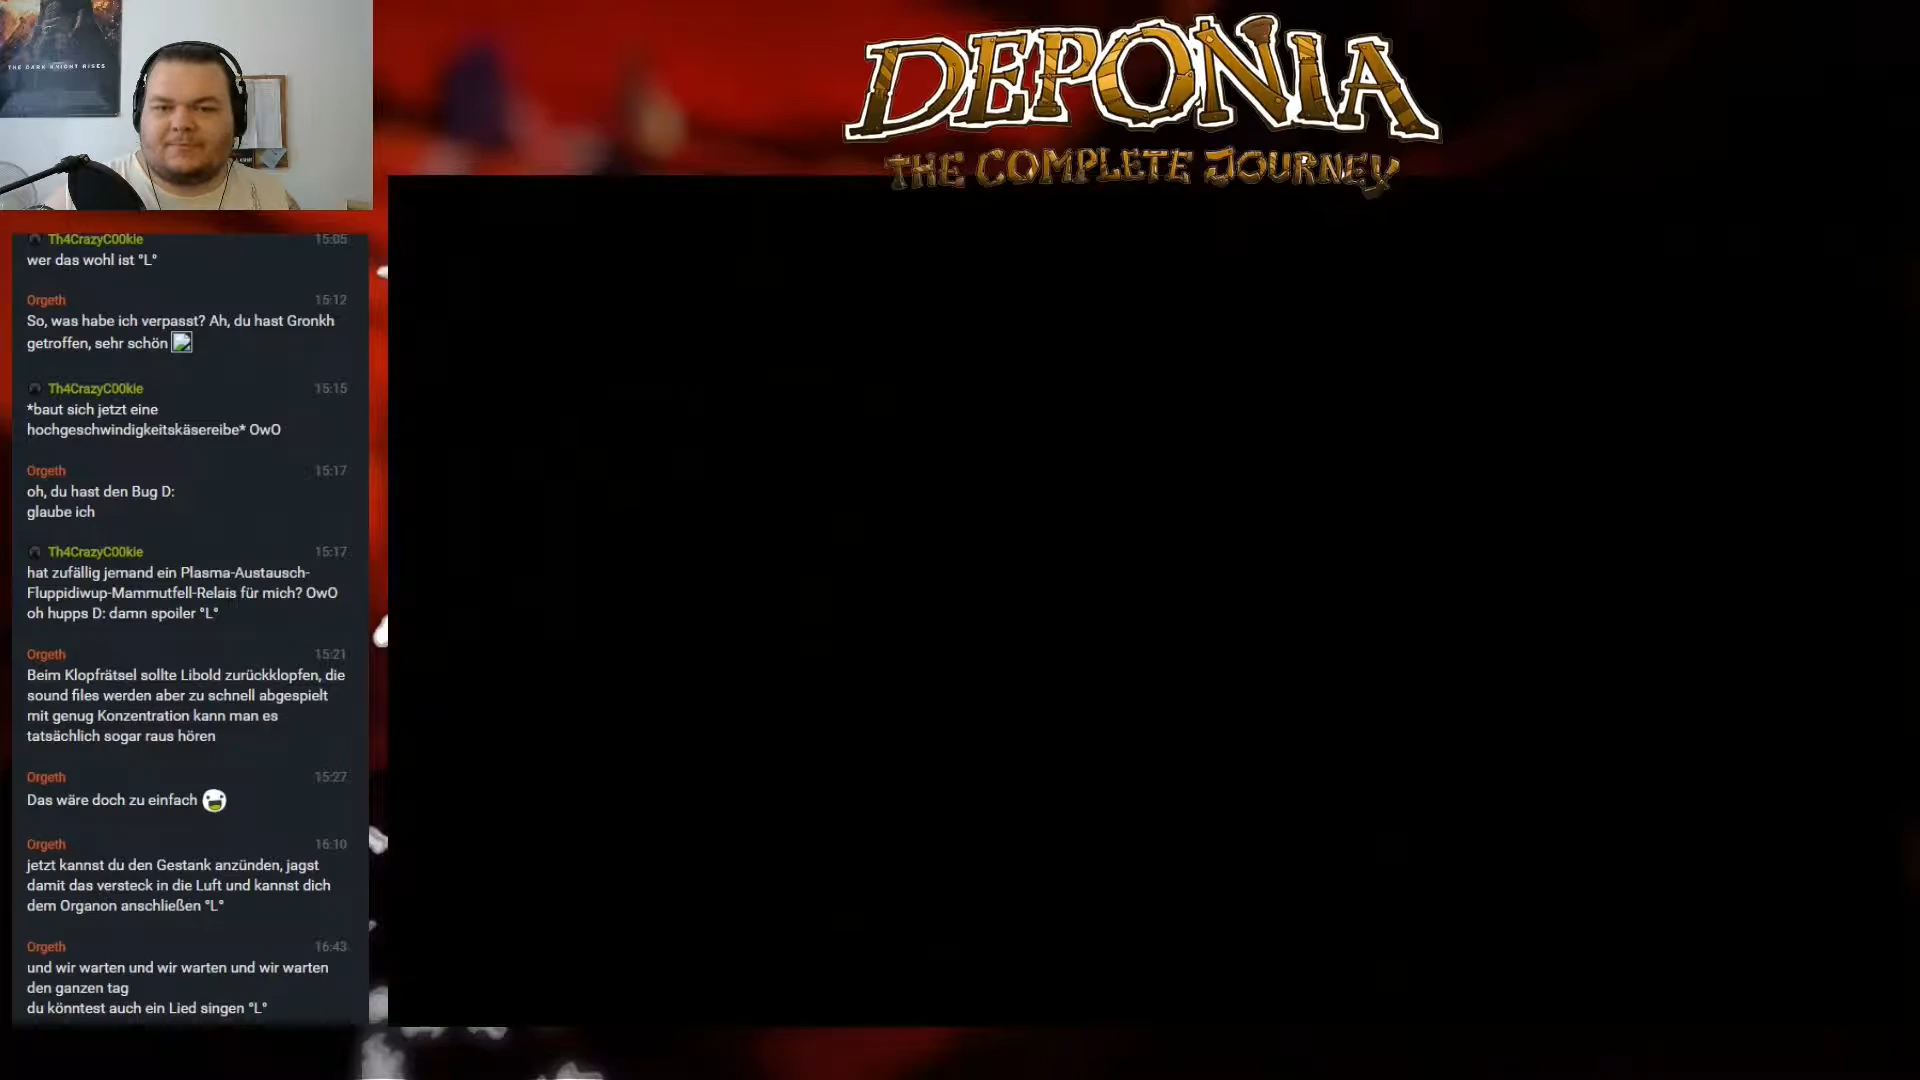 THE DARK KNIGHT RISES
DEPONIA
THE COMPLETE JOURNEY
Th4CrazyC00kie 15:05
wer das wohl ist °L°
Orgeth 15:12
So, was habe ich verpasst? Ah, du hast Gronkh
getroffen, sehr schön
Th4CrazyC00kie 15:15
*baut sich jetzt eine
hochgeschwindigkeitskäsereibe* OwO
Orgeth 15:17
oh, du hast den Bug D:
glaube ich
Th4CrazyC00kie 15:17
hat zufällig jemand ein Plasma-Austausch-
Fluppidiwup-Mammutfell-Relais für mich? OwO
oh hupps D: damn spoiler °L°
Orgeth 15:21
Beim Klopfrätsel sollte Libold zurückklopfen, die
sound files werden aber zu schnell abgespielt
mit genug Konzentration kann man es
tatsächlich sogar raus hören
Orgeth 15:27
Das wäre doch zu einfach
Orgeth 16:10
jetzt kannst du den Gestank anzünden, jagst
damit das versteck in die Luft und kannst dich
dem Organon anschließen °L°
Orgeth 16:43
und wir warten und wir warten und wir warten
den ganzen tag
du könntest auch ein Lied singen °L°